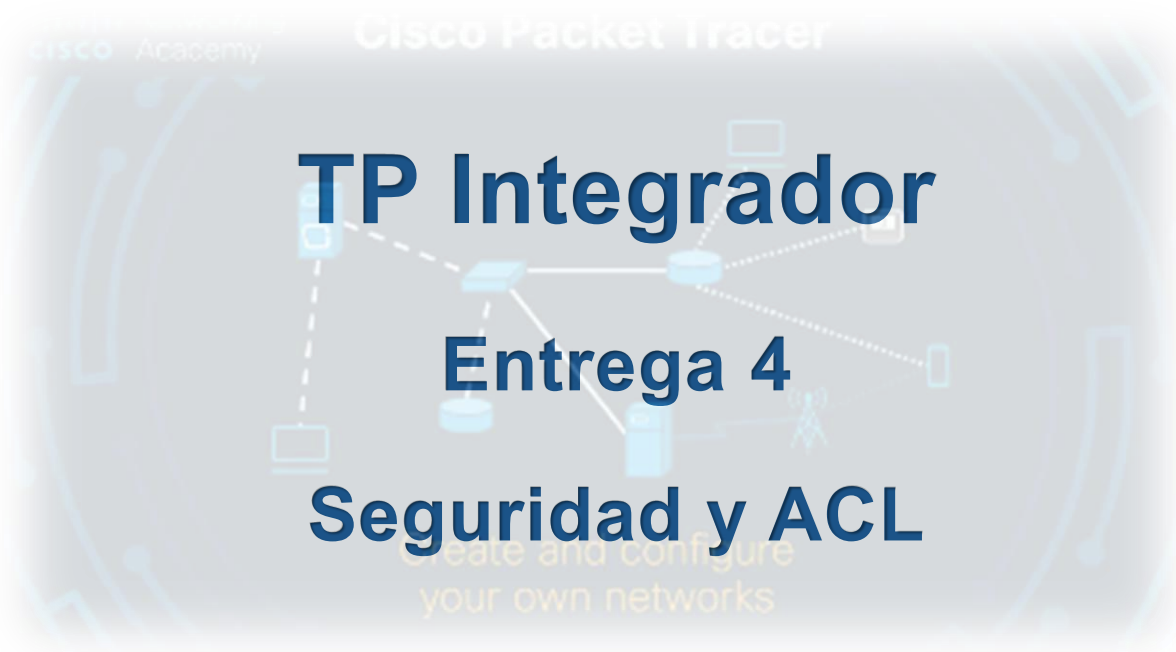 Cisco Packet Tracer
CISCO Academy
TP Integrador
Entrega 4
Seguridad y ACL
Create and configure
your own networks